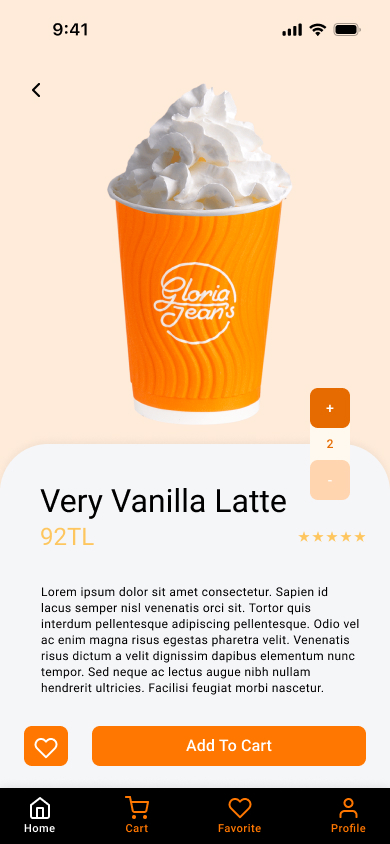 9:41
Gloria
Jean's
+
2
-
Very Vanilla Latte
92TL
Lorem ipsum dolor sit amet consectetur. Sapien id
lacus semper nisl venenatis orci sit. Tortor quis
interdum pellentesque adipiscing pellentesque. Odio vel
ac enim magna risus egestas pharetra velit. Venenatis
risus dictum a velit dignissim dapibus elementum nunc
tempor. Sed neque ac lectus augue nibh nullam
hendrerit ultricies. Facilisi feugiat morbi nascetur.
Add To Cart
Home
Cart
Favorite
Profile